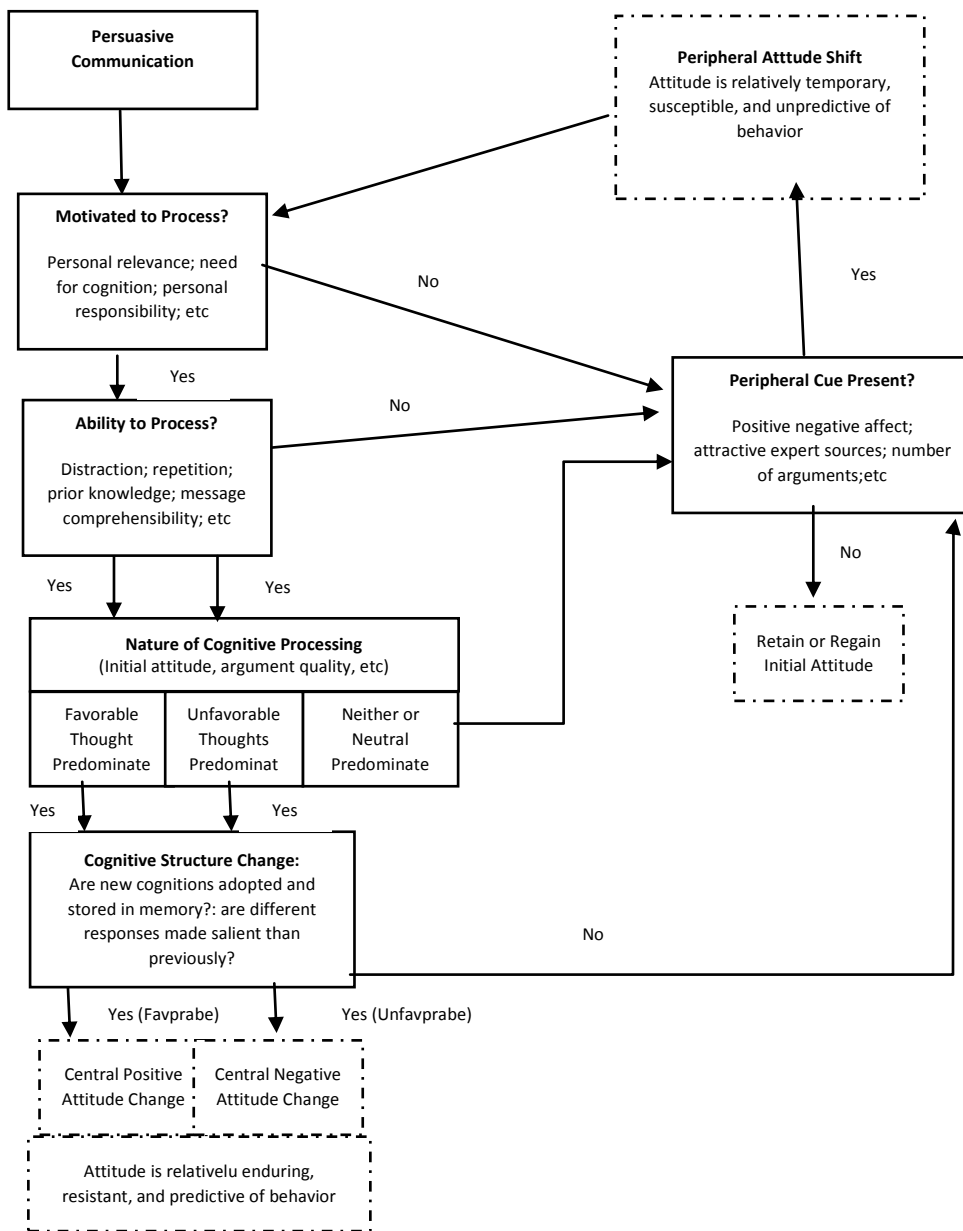 Persuasive
Communication
Peripheral Atttude Shift
Attitude is relatively temporary,
susceptible, and unpredictive of
behavior
Motivated to Process?
Personal relevance; need
for cognition; personal
responsibility; etc
No
Yes
Yes
Peripheral Cue Present?
Positive negative affect;
attractive expert sources; number
of arguments;etc
Ability to Process?
Distraction; repetition;
prior knowledge; message
comprehensibility; etc
No
Yes
Yes
No
Retain or Regain
Initial Attitude
Nature of Cognitive Processing
(Initial attitude, argument quality, etc)
Favorable
Thought
Predominate
Unfavorable
Thoughts
Predominat
Neither or
Neutral
Predominate
Yes
Yes
Cognitive Structure Change:
Are new cognitions adopted and
stored in memory?: are different
responses made salient than
previously?
No
Yes (Favprabe)
Yes (Unfavprabe)
Central Positive
Attitude Change
Central Negative
Attitude Change
Attitude is relativelu enduring,
resistant, and predictive of behavior